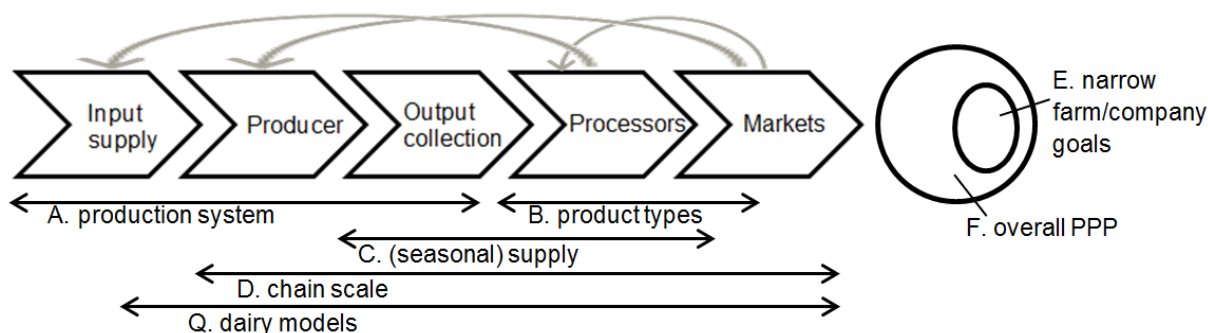 Input
supply
Producer
Output
collection
Processors
Markets
E. narrow
farm/company
goals
A. production system
B. product types
F. overall PPP
C. (seasonal) supply
D. chain scale
Q. dairy models